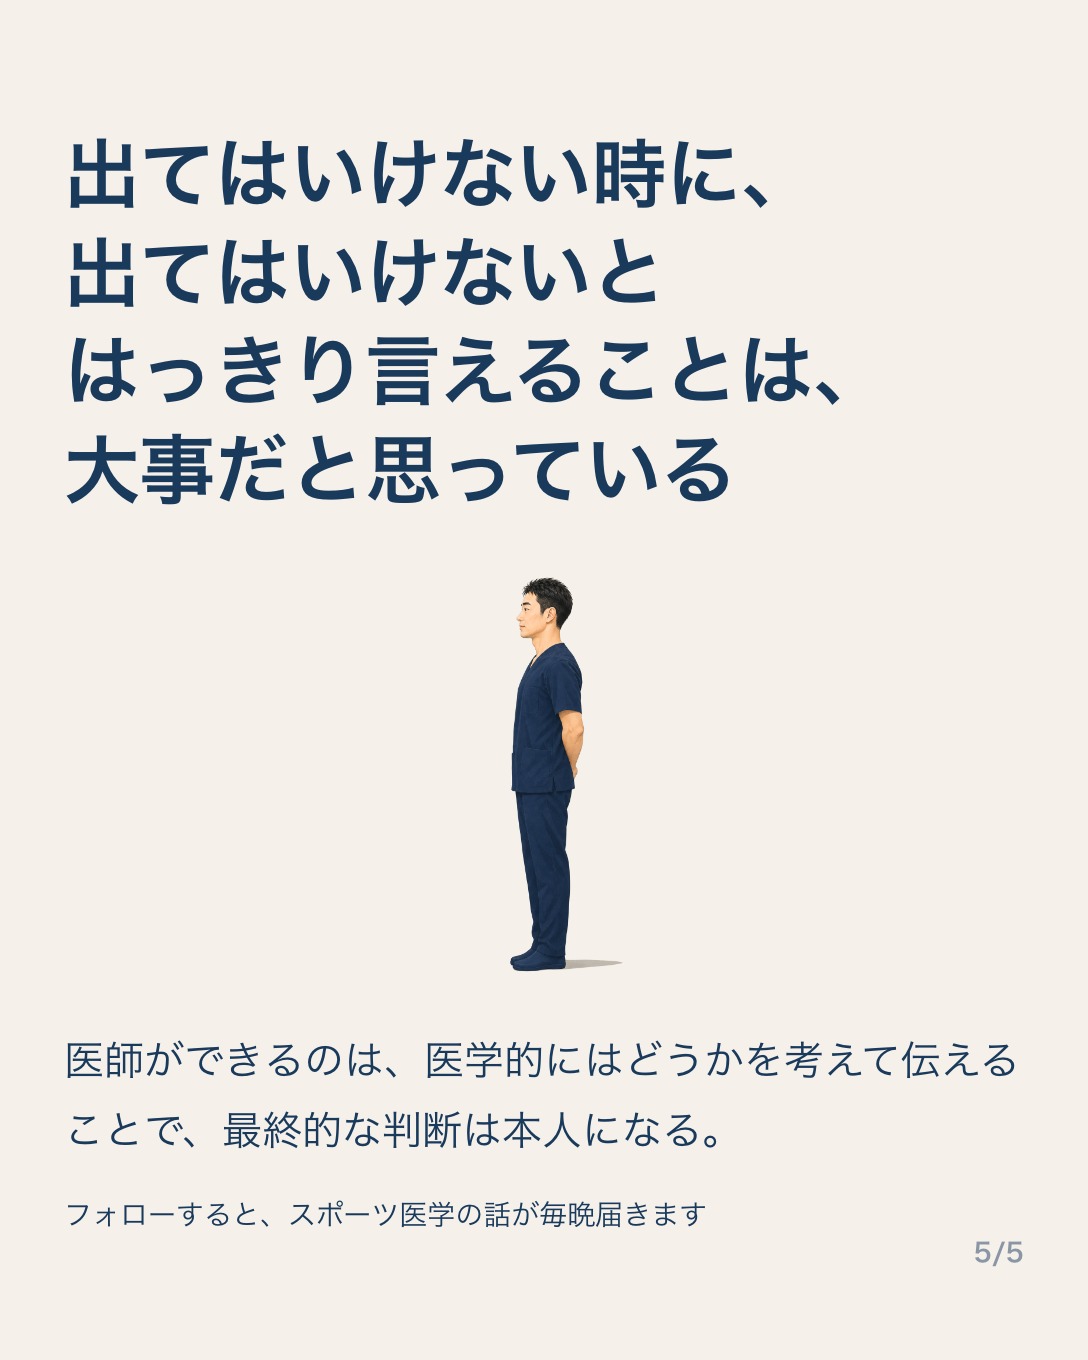 出てはいけない時に、
出てはいけないと
はっきり言えることは、
大事だと思っている
医師ができるのは、医学的にはどうかを考えて伝える
ことで、最終的な判断は本人になる。
フォローすると、スポーツ医学の話が毎晩届きます
5/5